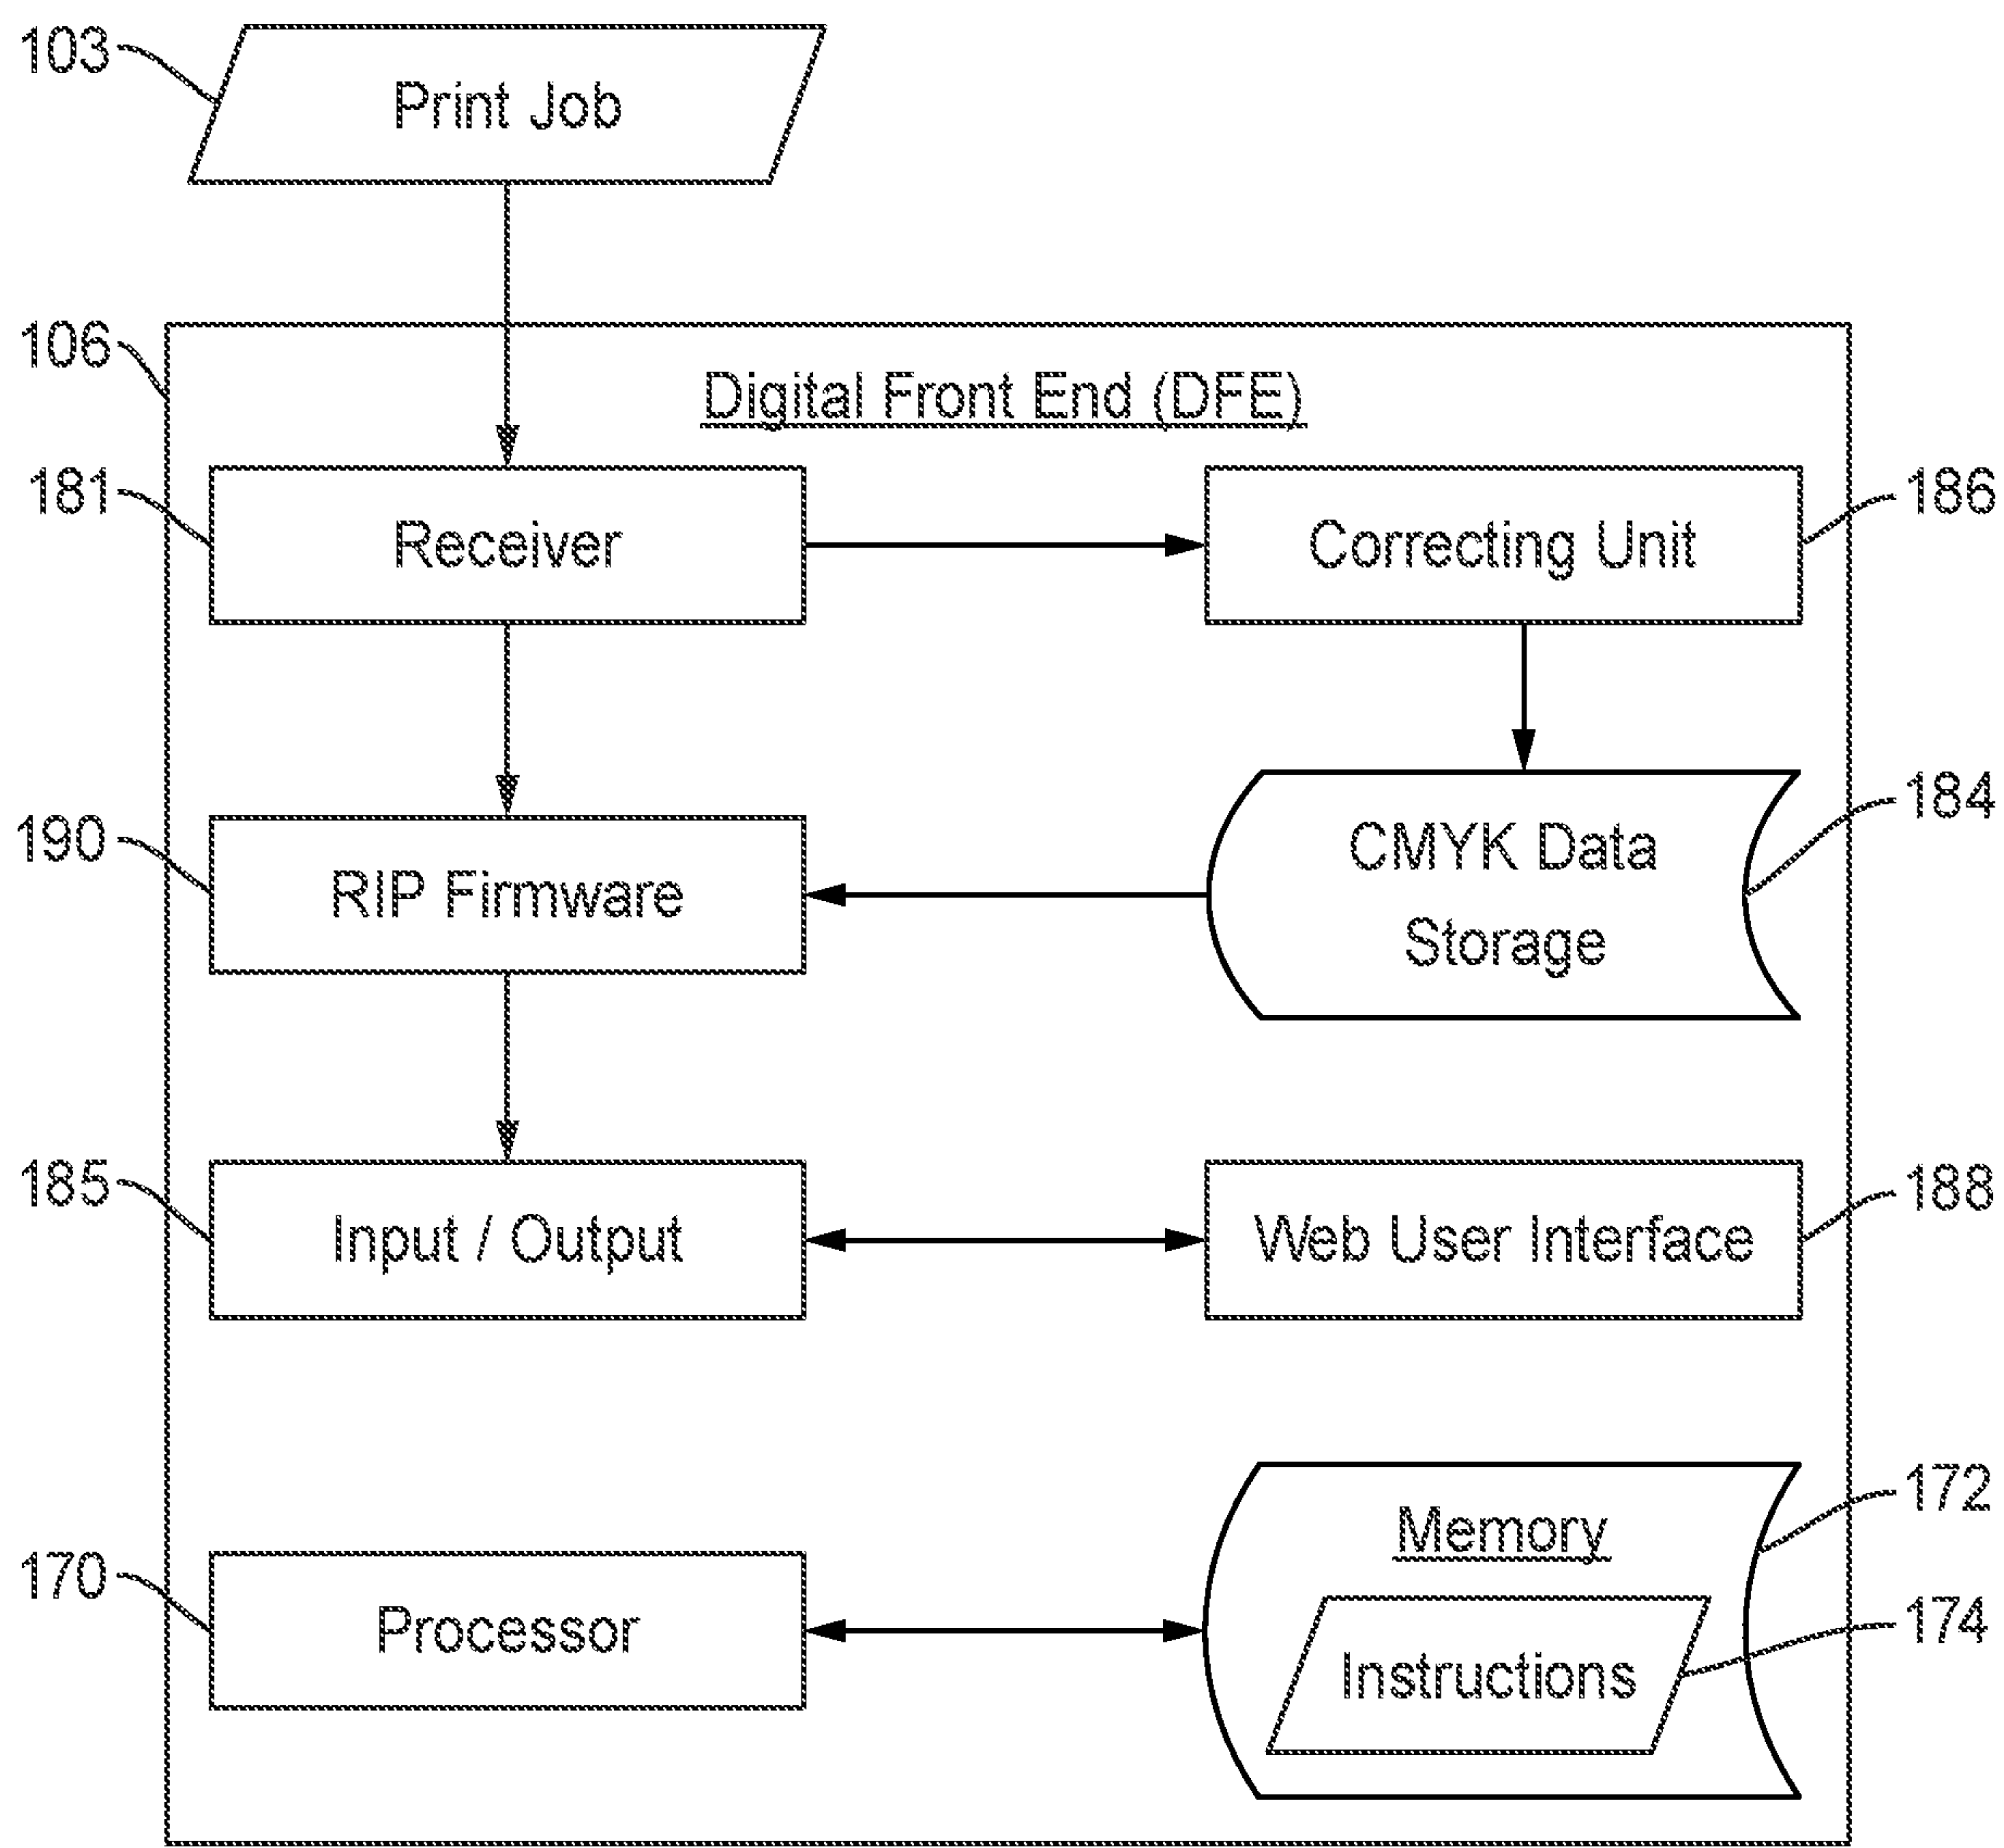 103
Print Job
106
Digital Front End (DFE)
181
Receiver
Correcting Unit
186
190
RIP Firmware
CMYK Data
Storage
184
185
Input / Output
Web User Interface
188
170
Processor
Memory
172
Instructions
174